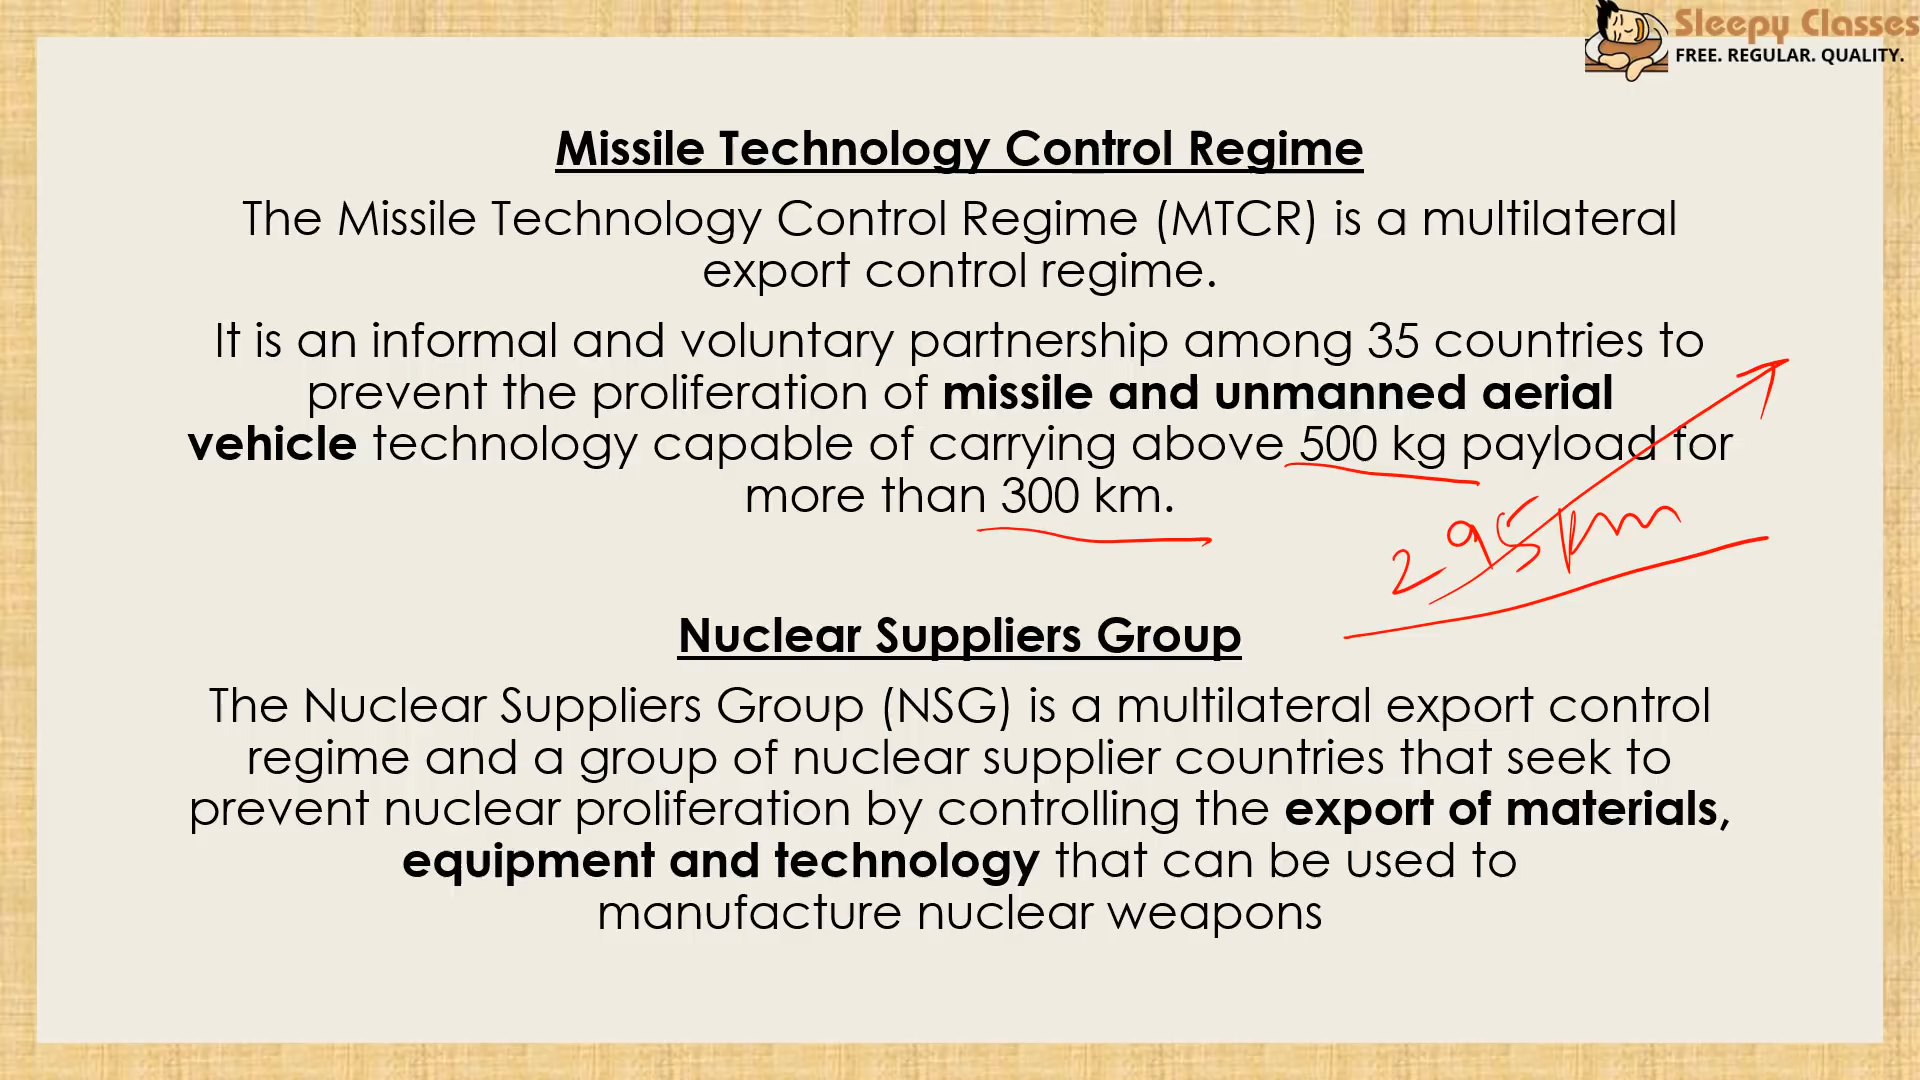 Sleepy Classes
FREE. REGULAR. QUALITY.
Missile Technology Control Regime
The Missile Technology Control Regime (MTCR) is a multilateral
export control regime.
It is an informal and voluntary partnership among 35 countries to
prevent the proliferation of missile and unmanned aerial
vehicle technology capable of carrying above 500 kg payload for
more than 300 km.
295 km
Nuclear Suppliers Group
The Nuclear Suppliers Group (NSG) is a multilateral export control
regime and a group of nuclear supplier countries that seek to
prevent nuclear proliferation by controlling the export of materials,
equipment and technology that can be used to
manufacture nuclear weapons